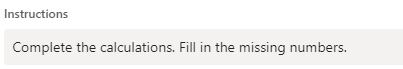 Instructions
Complete the calculations. Fill in the missing numbers.